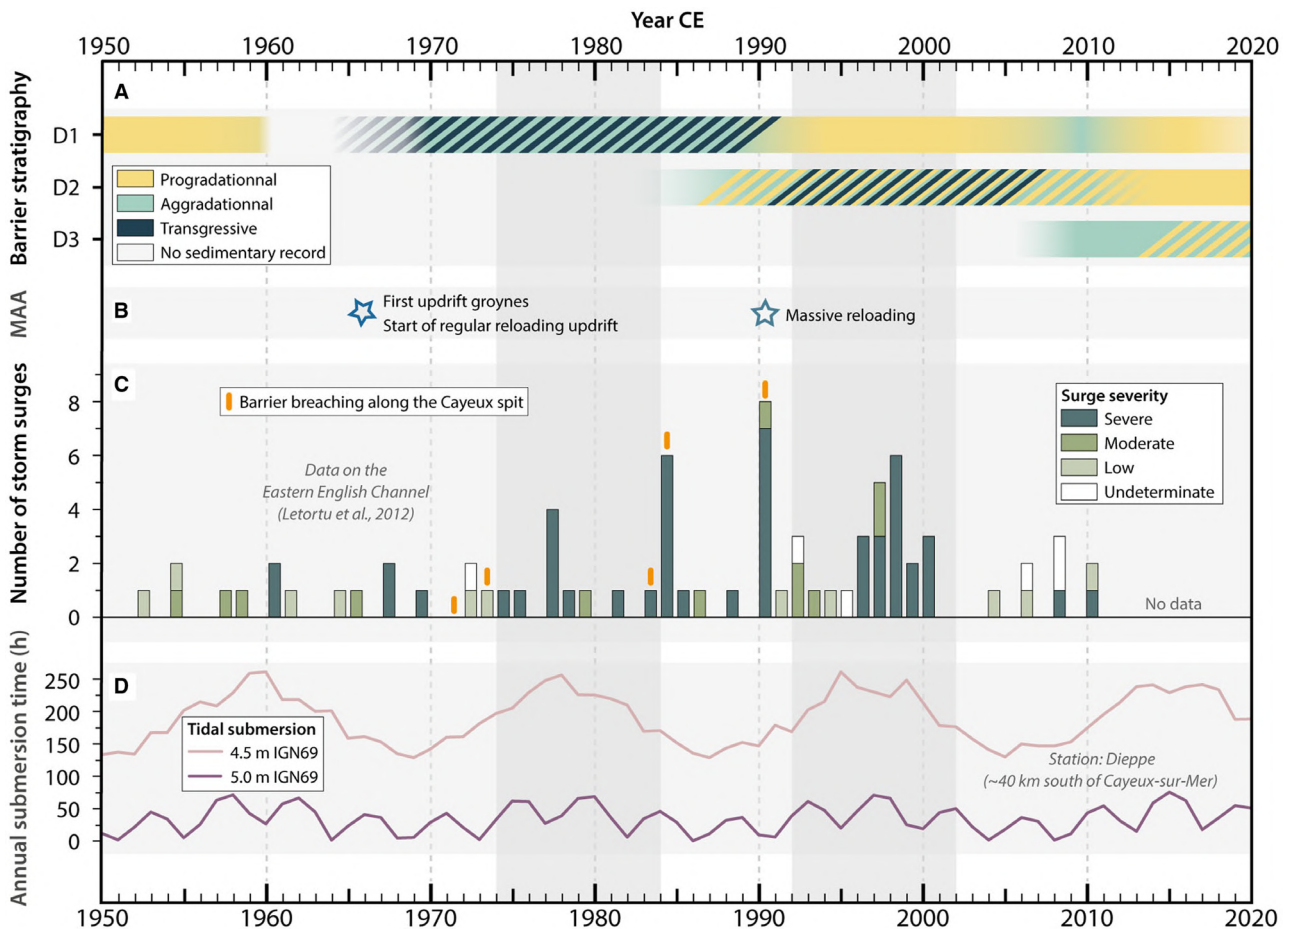 Year CE
1950 1960 1970 1980 1990 2000 2010 2020
Barrier stratigraphy
A
D1
D2
D3
Progradationnal
Aggradationnal
Transgressive
No sedimentary record
MAA
B
First updrift groynes
Start of regular reloading updrift
Massive reloading
Number of storm surges
C
8
6
4
2
0
Barrier breaching along the Cayeux spit
Data on the
Eastern English Channel
(Letortu et al., 2012)
Surge severity
Severe
Moderate
Low
Undeterminate
No data
Annual submersion time (h)
D
250
200
150
100
50
0
Tidal submersion
4.5 m IGN69
5.0 m IGN69
Station: Dieppe
(~40 km south of Cayeux-sur-Mer)
1950 1960 1970 1980 1990 2000 2010 2020